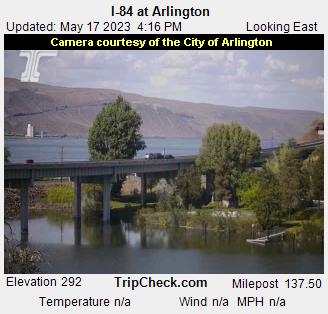 I-84 at Arlington
Updated: May 17 2023 4:16 PM Looking East
Camera courtesy of the City of Arlington
Elevation 292 TripCheck.com Milepost 137.50
Temperature n/a Wind n/a MPH n/a